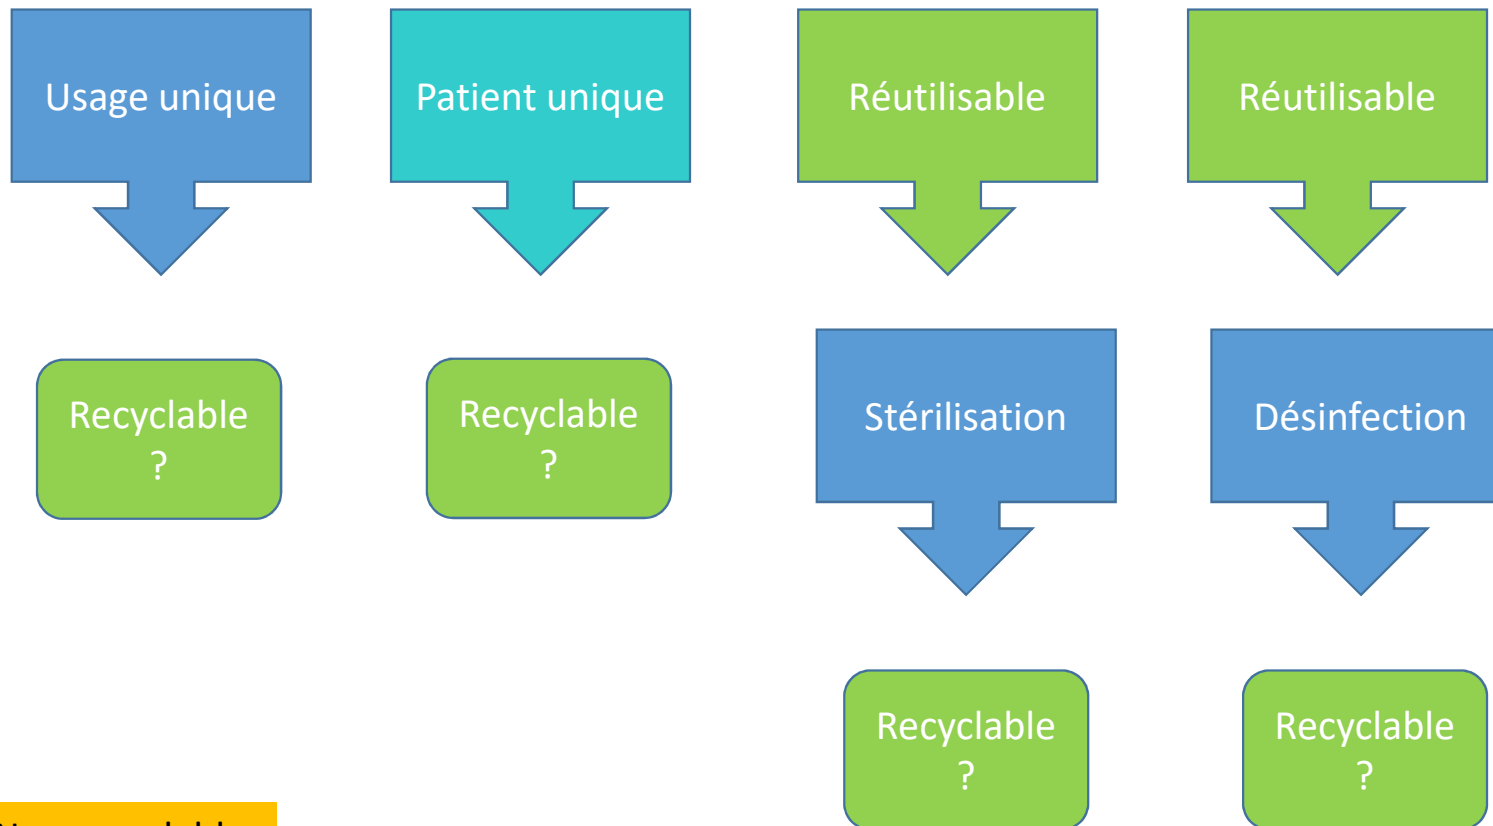 Usage unique
Patient unique
Réutilisable
Réutilisable
Stérilisation
Désinfection
Recyclable
?
Recyclable
?
Recyclable
?
Recyclable
?